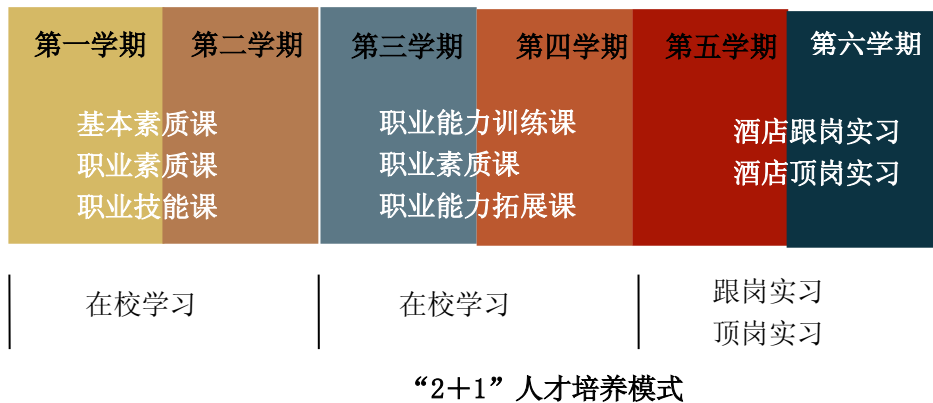 第一学期 第二学期 第三学期 第四学期 第五学期 第六学期
基本素质课
职业素质课
职业技能课
职业能力训练课
职业素质课
职业能力拓展课
酒店跟岗实习
酒店顶岗实习
在校学习
在校学习
跟岗实习
顶岗实习
“2＋1”人才培养模式